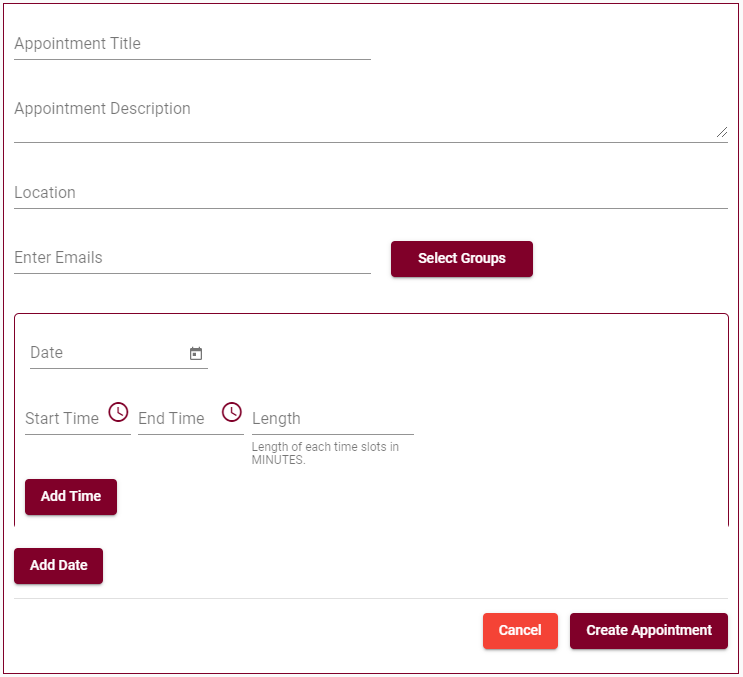 Appointment Title
Appointment Description
Location
Enter Emails
Select Groups
Date
Start Time
End Time
Length
Length of each time slots in
MINUTES.
Add Time
Add Date
Cancel
Create Appointment